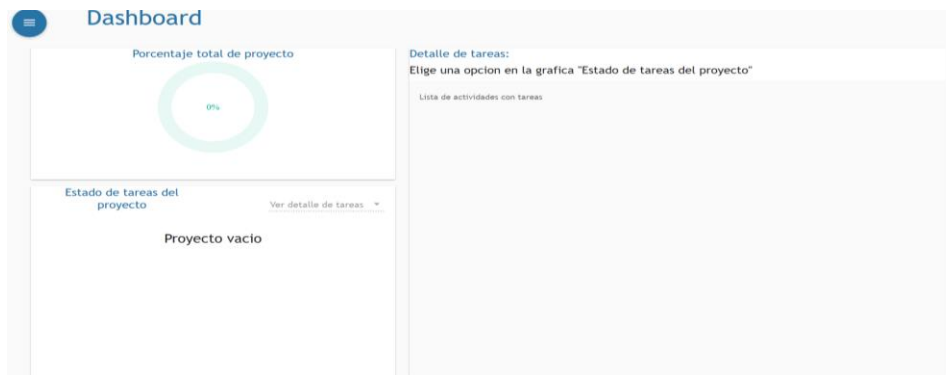 Dashboard
Porcentaje total de proyecto
0%
Estado de tareas del
proyecto
Ver detalle de tareas
Proyecto vacio
Detalle de tareas:
Elige una opcion en la grafica "Estado de tareas del proyecto"
Lista de actividades con tareas